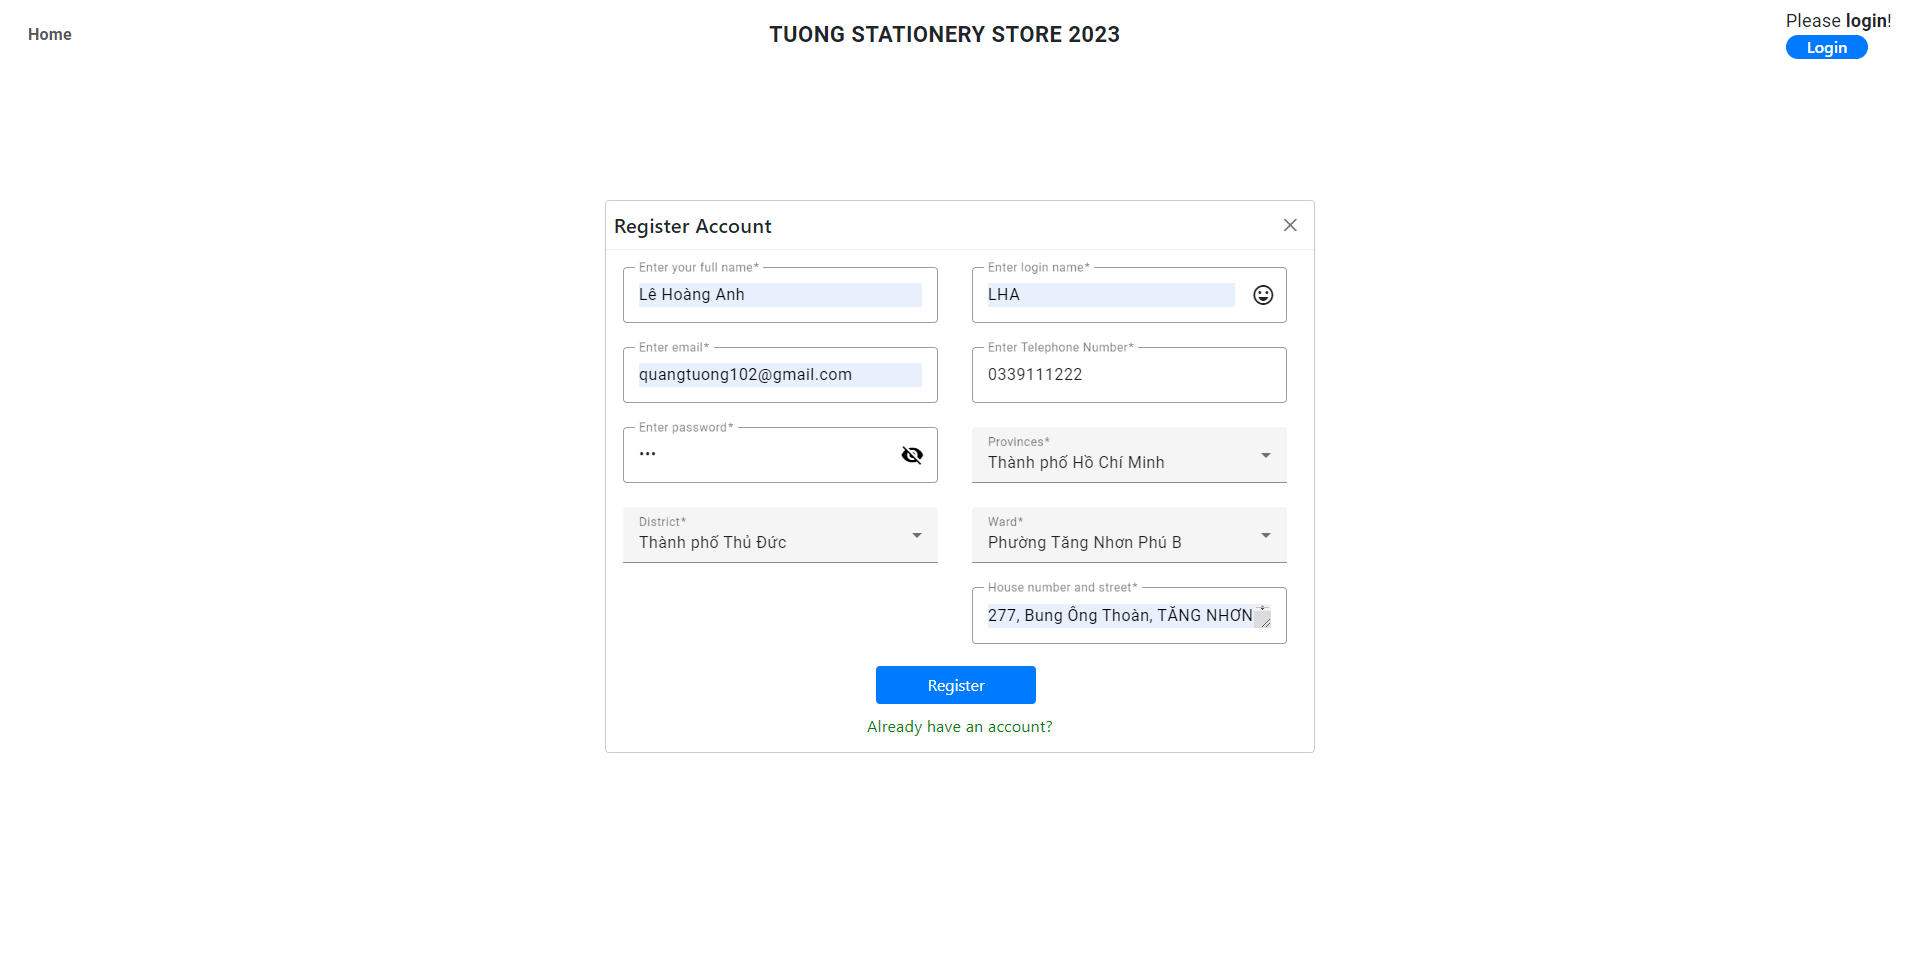 Home
TUONG STATIONERY STORE 2023
Please login!
Login
Register Account
Enter your full name*
Lê Hoàng Anh
Enter login name*
LHA
Enter email*
quangtuong102@gmail.com
Enter Telephone Number*
0339111222
Enter password*
•••
Provinces*
Thành phố Hồ Chí Minh
District*
Thành phố Thủ Đức
Ward*
Phường Tăng Nhơn Phú B
House number and street*
277, Bung Ông Thoàn, TĂNG NHƠN
Register
Already have an account?